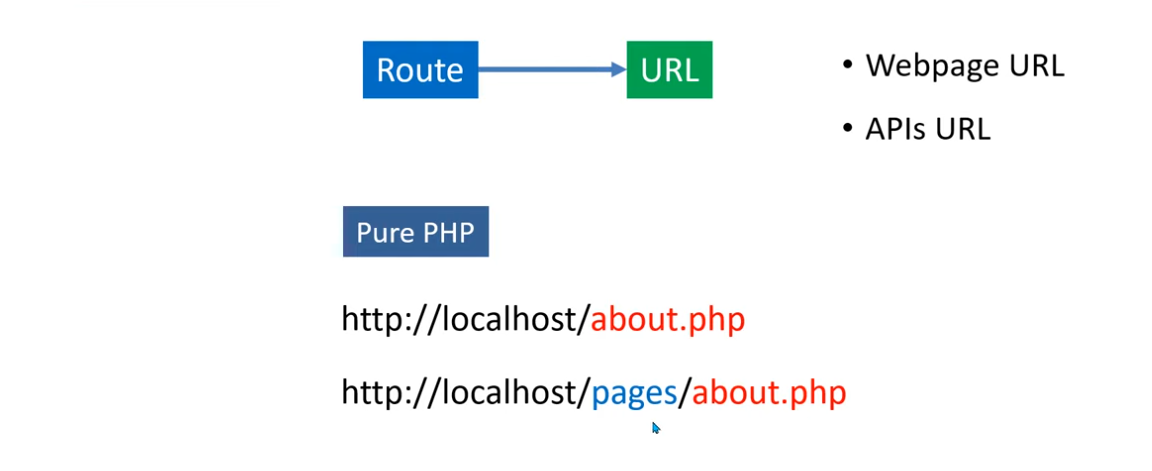 Route
URL
• Webpage URL
• APIs URL
Pure PHP
http://localhost/about.php
http://localhost/pages/about.php